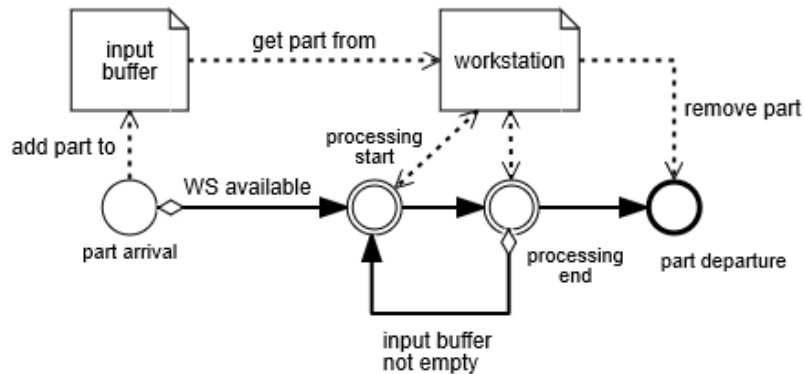 input
buffer
get part from
workstation
add part to
processing
start
remove part
WS available
part arrival
processing
end
part departure
input buffer
not empty